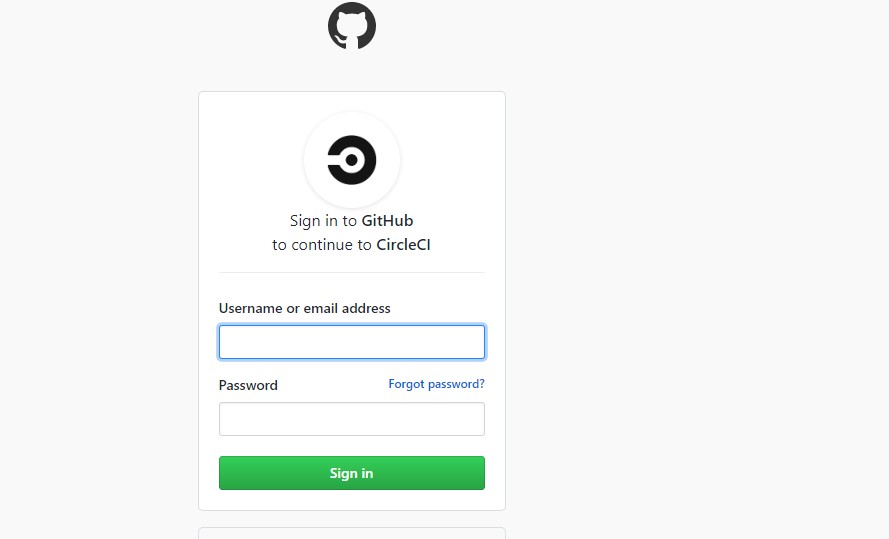 Sign in to GitHub
to continue to CircleCI
Username or email address
Password Forgot password?
Sign in